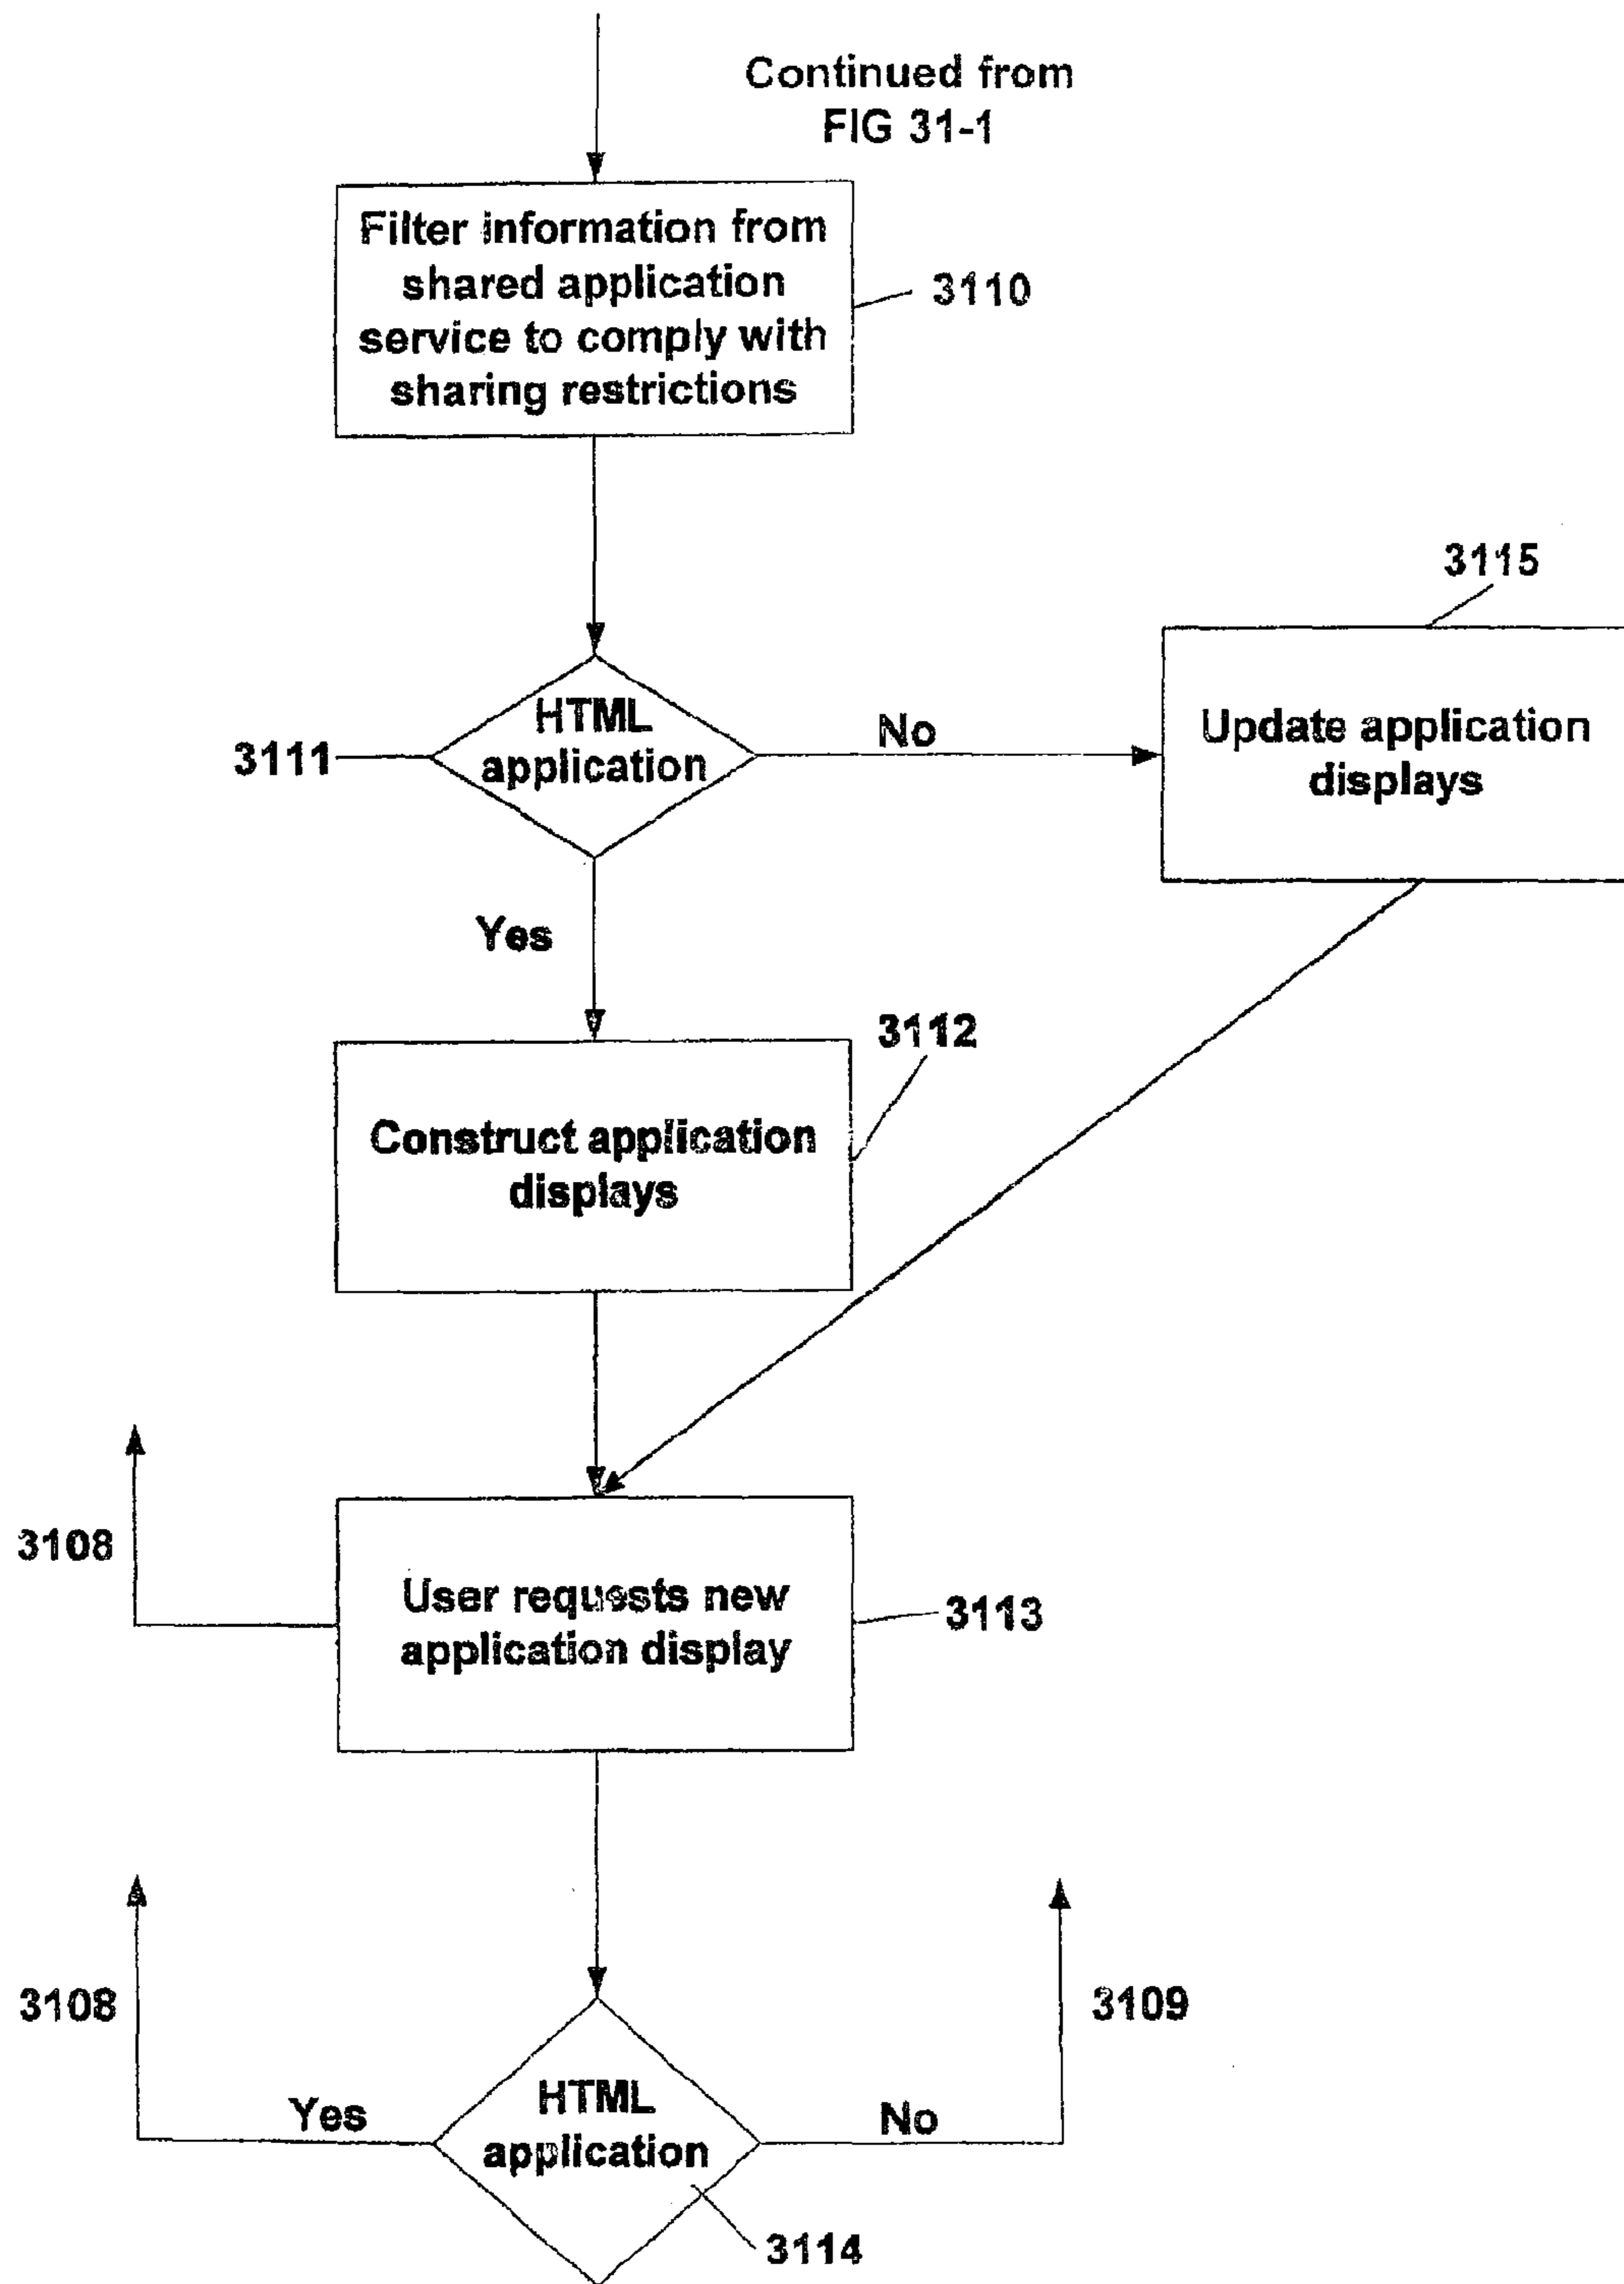 Continued from
FIG 31-1
Filter information from
shared application
service to comply with
sharing restrictions
3110
3115
HTML
application
3111
No
Update application
displays
Yes
3112
Construct application
displays
3108
User requests new
application display
3113
3108
3109
Yes
HTML
application
No
3114